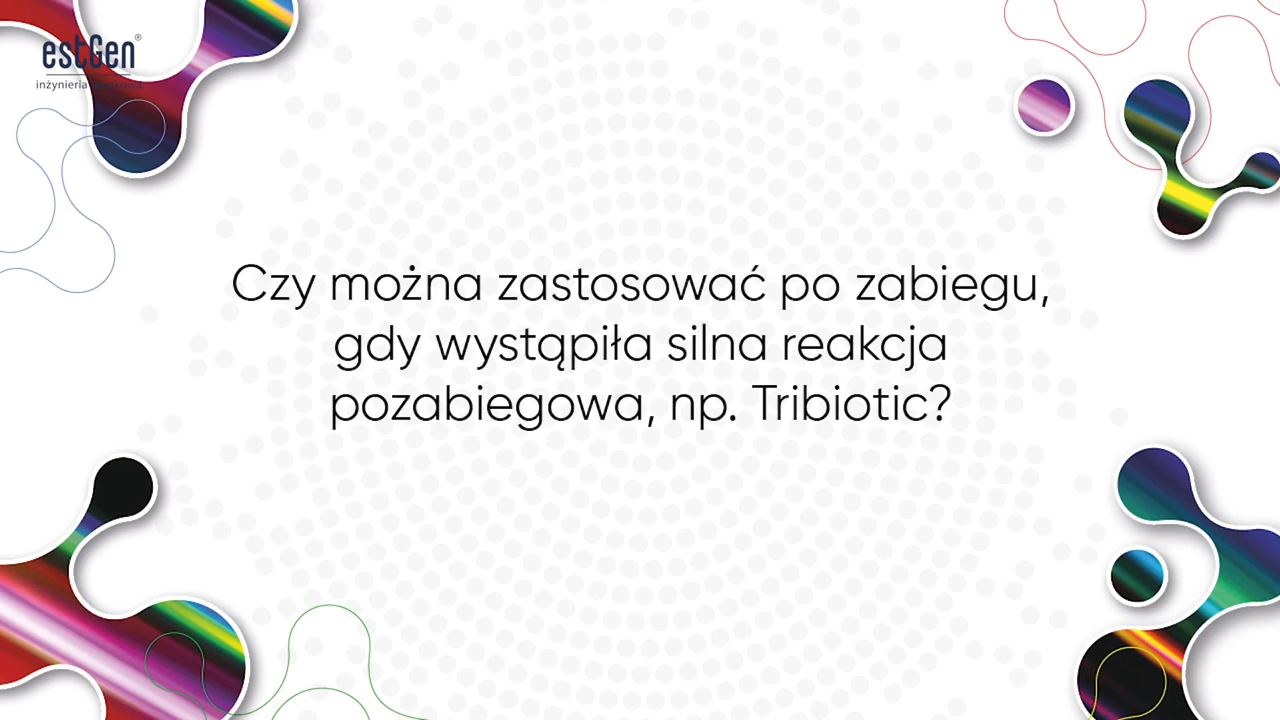 estGen®
inżynieria
Czy można zastosować po zabiegu,
gdy wystąpiła silna reakcja
pozabiegowa, np. Tribiotic?